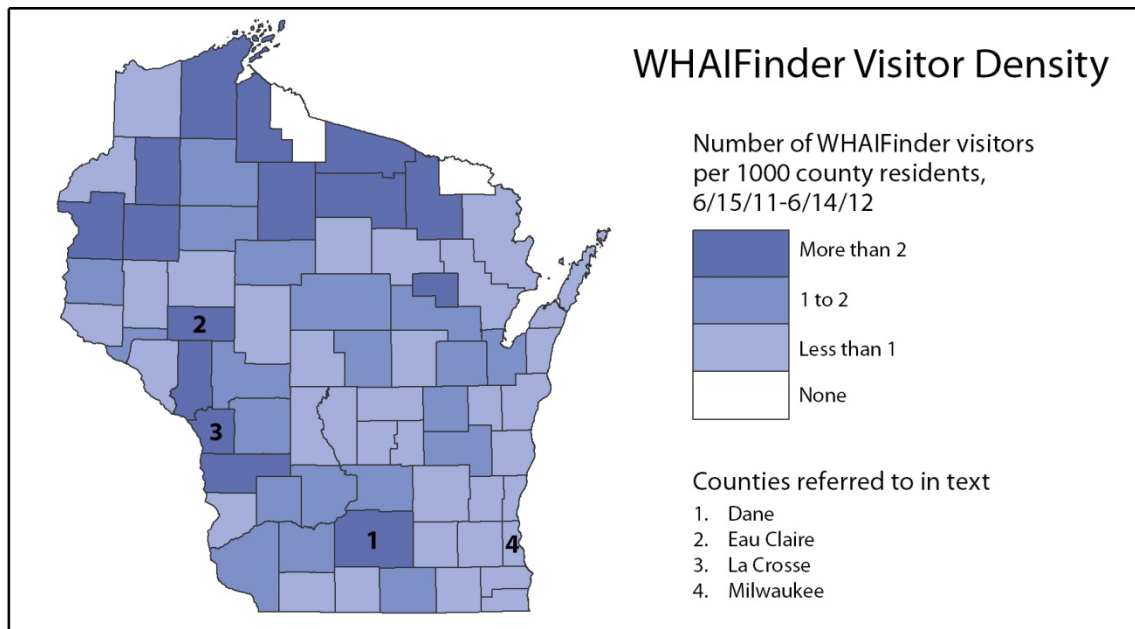 WHAIFinder Visitor Density
Number of WHAIFinder visitors
per 1000 county residents,
6/15/11-6/14/12
More than 2
1 to 2
Less than 1
None
2
3
1
4
Counties referred to in text
1. Dane
2. Eau Claire
3. La Crosse
4. Milwaukee